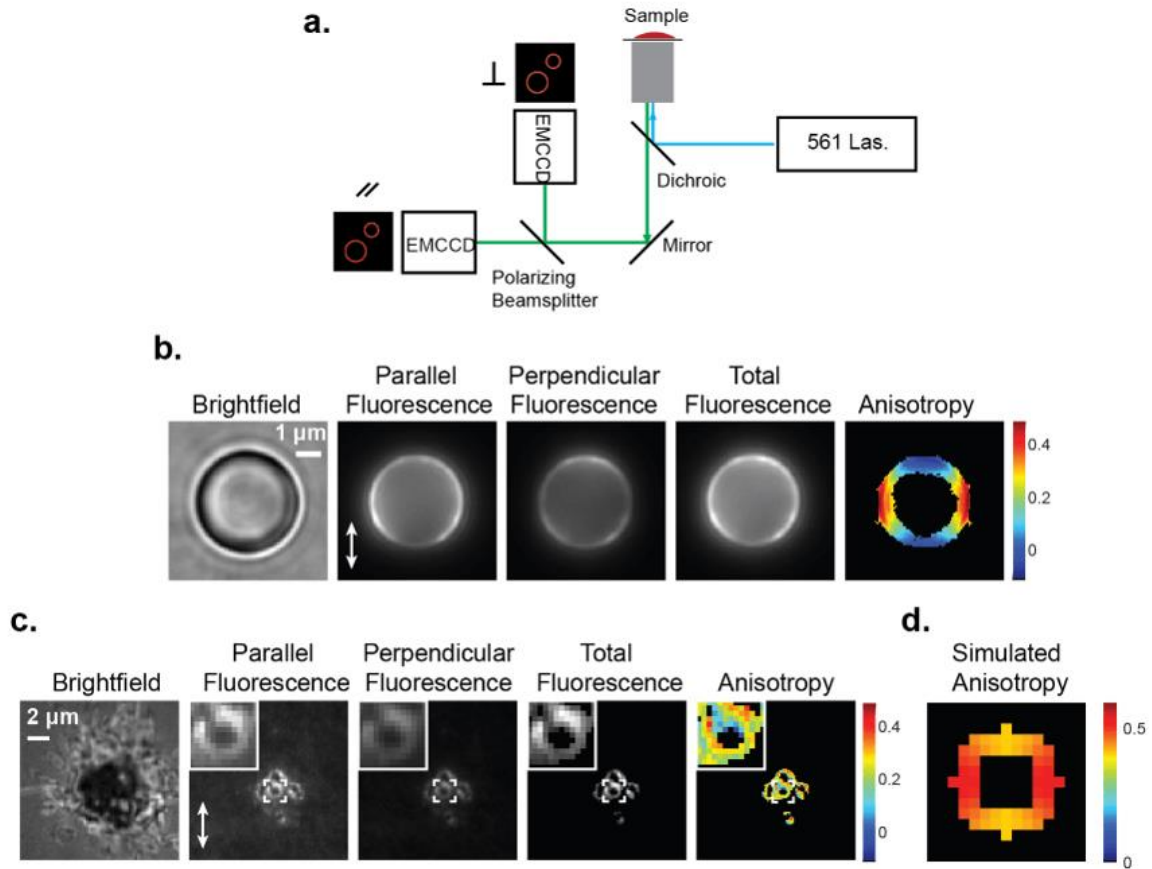 a.
Sample
⊥
EMCCD
561 Las.
Dichroic
//
EMCCD
Mirror
Polarizing
Beamsplitter
b.
Brightfield
Parallel
Fluorescence
Perpendicular
Fluorescence
Total
Fluorescence
Anisotropy
1 µm
0.4
0.2
0
c.
Brightfield
Parallel
Fluorescence
Perpendicular
Fluorescence
Total
Fluorescence
Anisotropy
2 µm
0.4
0.2
0
d.
Simulated
Anisotropy
0.5
0